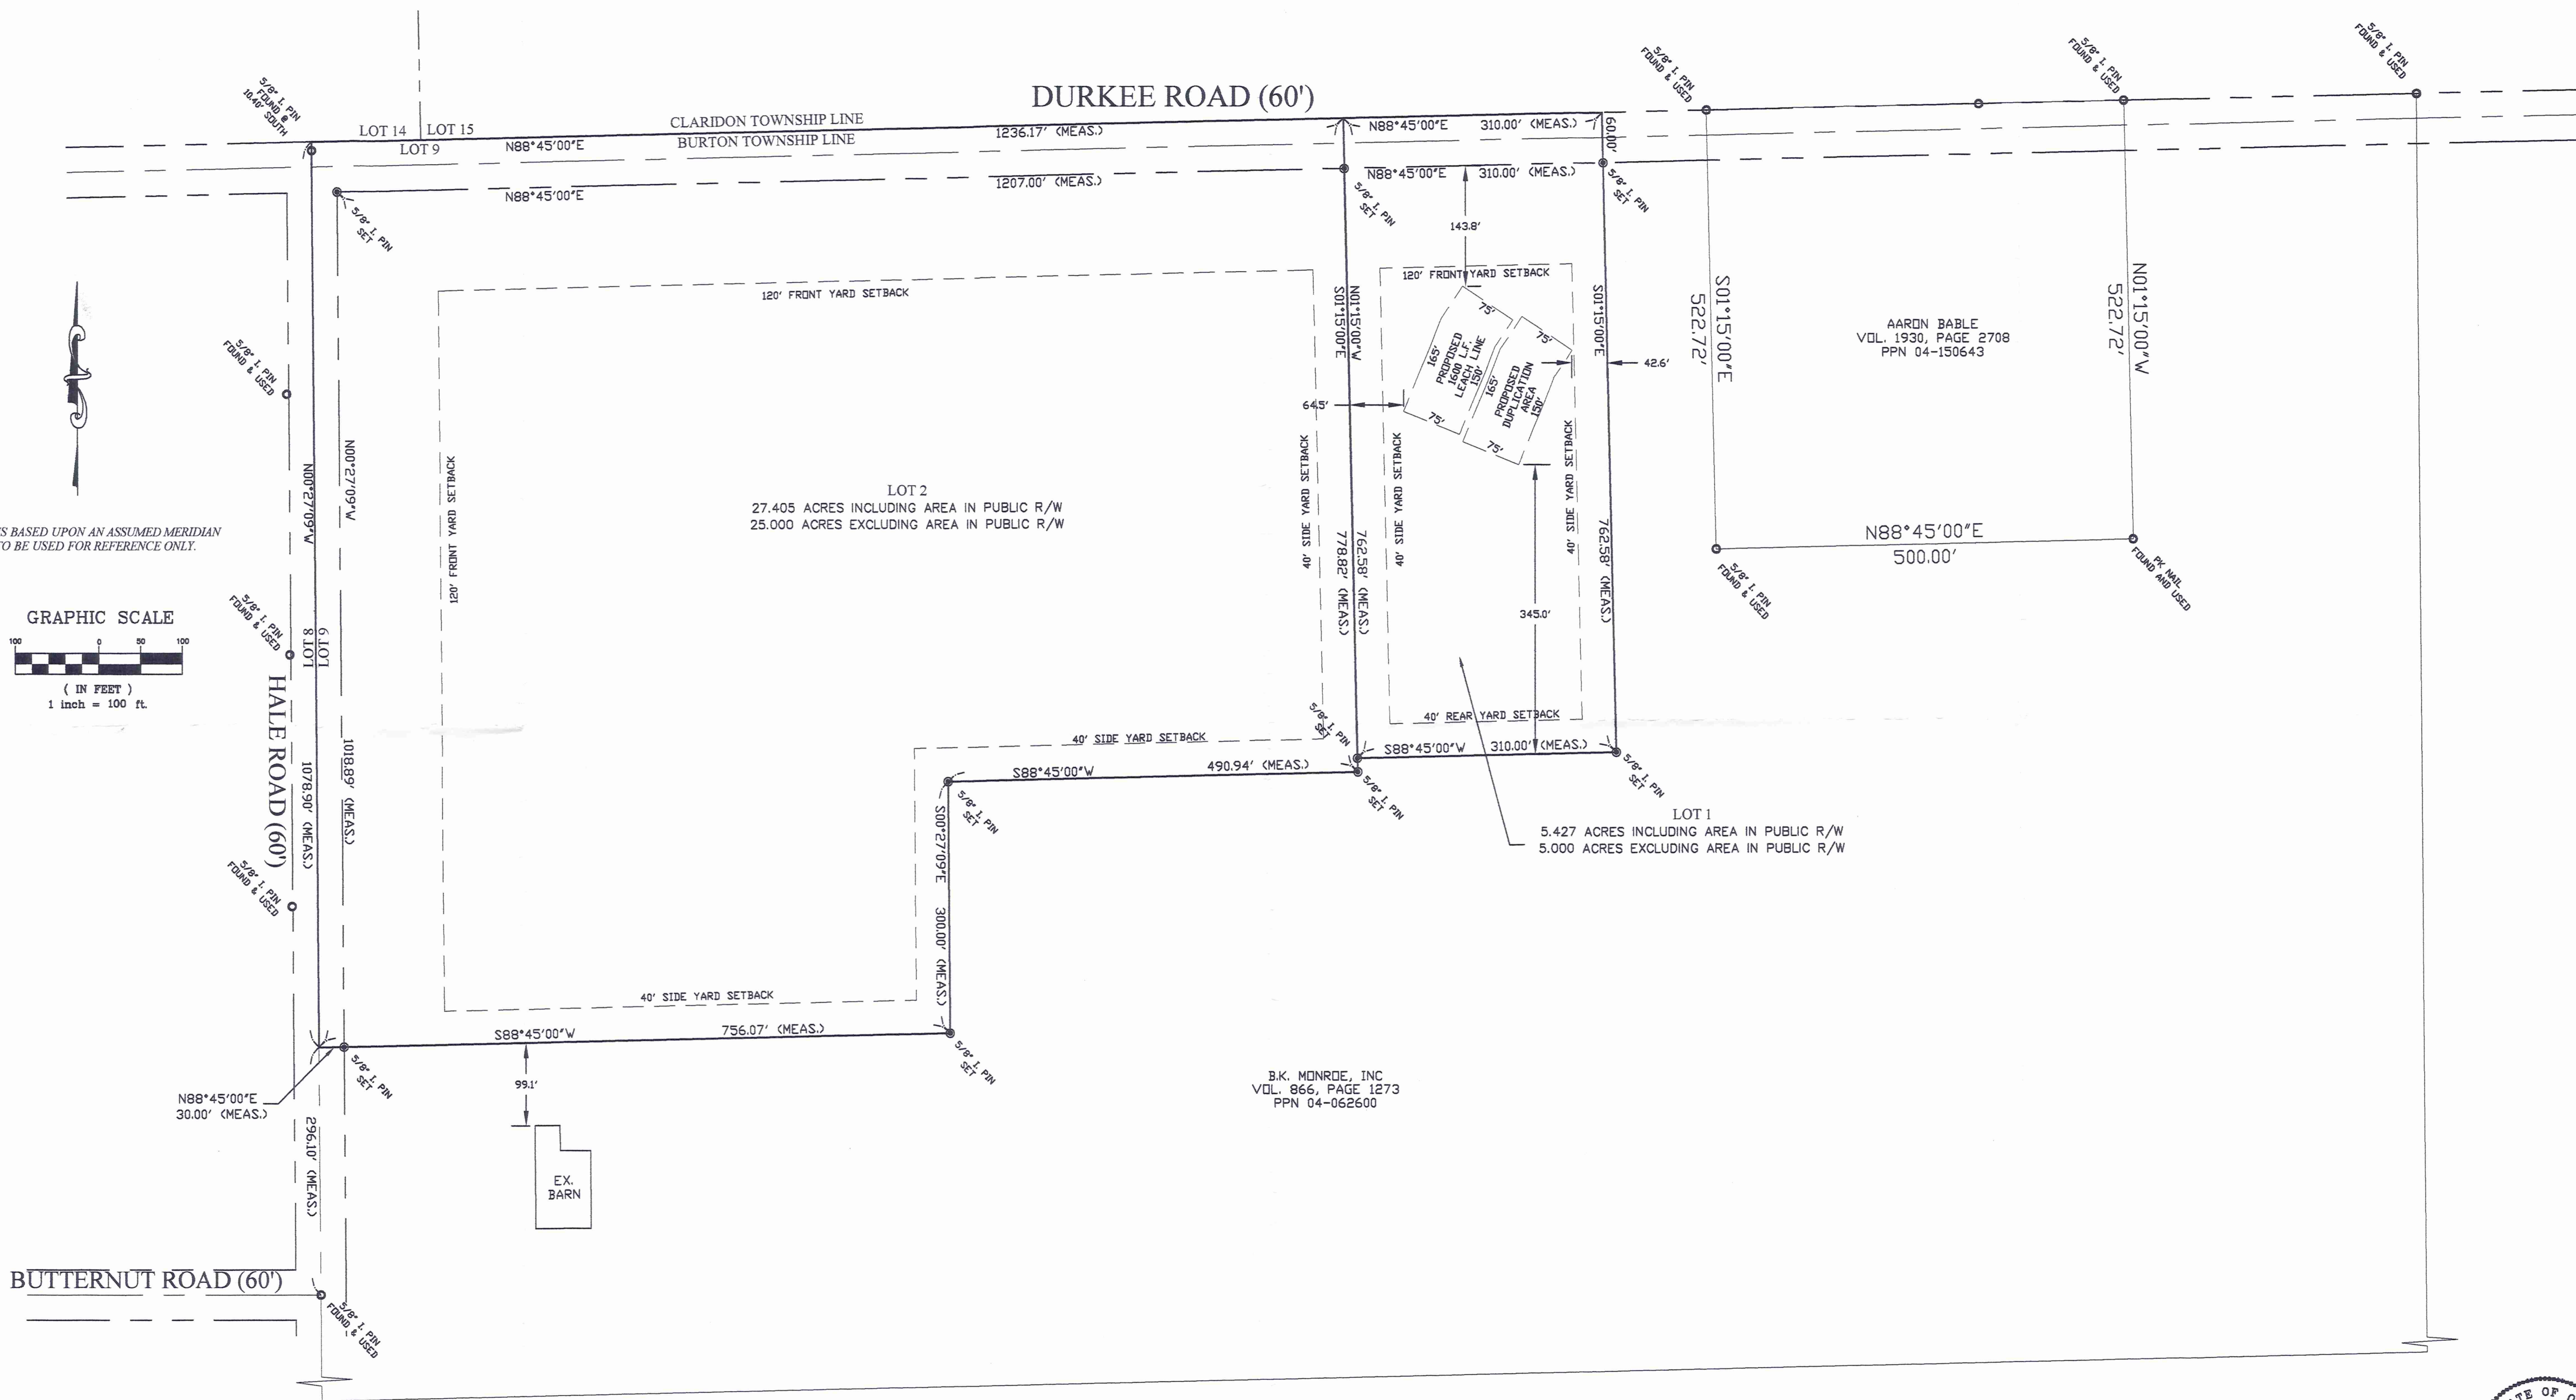 DURKEE ROAD (60')
5/8" I. PIN
FOUND @
10.40' SOUTH
LOT 14
LOT 15
LOT 9
CLARIDON TOWNSHIP LINE
BURTON TOWNSHIP LINE
N88°45'00"E
1236.17' (MEAS.)
N88°45'00"E
1207.00' (MEAS.)
N88°45'00"E
310.00' (MEAS.)
60.00'
N88°45'00"E
310.00' (MEAS.)
5/8" I. PIN
FOUND & USED
5/8" I. PIN
FOUND & USED
5/8" I. PIN
FOUND & USED
5/8" I. PIN
SET
5/8" I. PIN
SET
5/8" I. PIN
SET
143.8'
120' FRONT YARD SETBACK
120' FRONT YARD SETBACK
120' FRONT YARD SETBACK
5/8" I. PIN
FOUND & USED
N00°27'09"W
N00°27'09"W
LOT 9
LOT 8
HALE ROAD (60')
1078.90' (MEAS.)
1018.89' (MEAS.)
5/8" I. PIN
FOUND & USED
5/8" I. PIN
FOUND & USED
S BASED UPON AN ASSUMED MERIDIAN
O BE USED FOR REFERENCE ONLY.
GRAPHIC SCALE
100 0 50 100
( IN FEET )
1 inch = 100 ft.
LOT 2
27.405 ACRES INCLUDING AREA IN PUBLIC R/W
25.000 ACRES EXCLUDING AREA IN PUBLIC R/W
40' SIDE YARD SETBACK
S01°15'00"E
778.82' (MEAS.)
N01°15'00"W
762.58' (MEAS.)
64.5'
40' SIDE YARD SETBACK
75'
165'
PROPOSED
1600 L.F.
LEACH LINE
150'
75'
75'
165'
PROPOSED
DUPLICATION
AREA
150'
75'
42.6'
40' SIDE YARD SETBACK
S01°15'00"E
762.58' (MEAS.)
345.0'
40' REAR YARD SETBACK
S88°45'00"W
310.00' (MEAS.)
5/8" I. PIN
SET
5/8" I. PIN
SET
5/8" I. PIN
SET
LOT 1
5.427 ACRES INCLUDING AREA IN PUBLIC R/W
5.000 ACRES EXCLUDING AREA IN PUBLIC R/W
S01°15'00"E
522.72'
AARON BABLE
VOL. 1930, PAGE 2708
PPN 04-150643
N01°15'00"W
522.72'
N88°45'00"E
500.00'
5/8" I. PIN
FOUND & USED
PK NAIL
FOUND AND USED
40' SIDE YARD SETBACK
S88°45'00"W
490.94' (MEAS.)
5/8" I. PIN
SET
S00°27'09"E
300.00' (MEAS.)
40' SIDE YARD SETBACK
S88°45'00"W
756.07' (MEAS.)
5/8" I. PIN
SET
5/8" I. PIN
SET
N88°45'00"E
30.00' (MEAS.)
99.1'
EX.
BARN
296.10' (MEAS.)
B.K. MONROE, INC
VOL. 866, PAGE 1273
PPN 04-062600
BUTTERNUT ROAD (60')
5/8" I. PIN
FOUND & USED
TE OF O